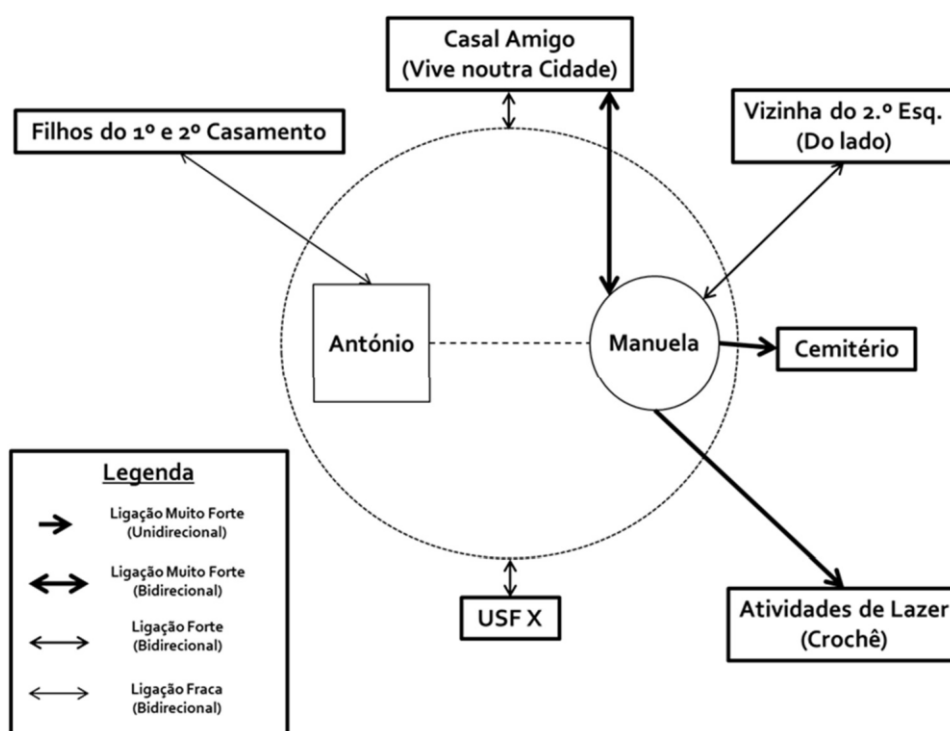 Casal Amigo
(Vive noutra Cidade)
Filhos do 1º e 2º Casamento
Vizinha do 2.º Esq.
(Do lado)
António
Manuela
Cemitério
Legenda
Ligação Muito Forte
(Unidirecional)
Ligação Muito Forte
(Bidirecional)
Ligação Forte
(Bidirecional)
Ligação Fraca
(Bidirecional)
USF X
Atividades de Lazer
(Crochê)